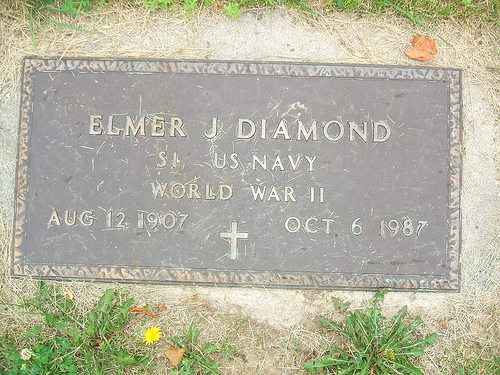 ELMER J DIAMOND
S1 US NAVY
WORLD WAR II
AUG 12 1907 OCT 6 1987